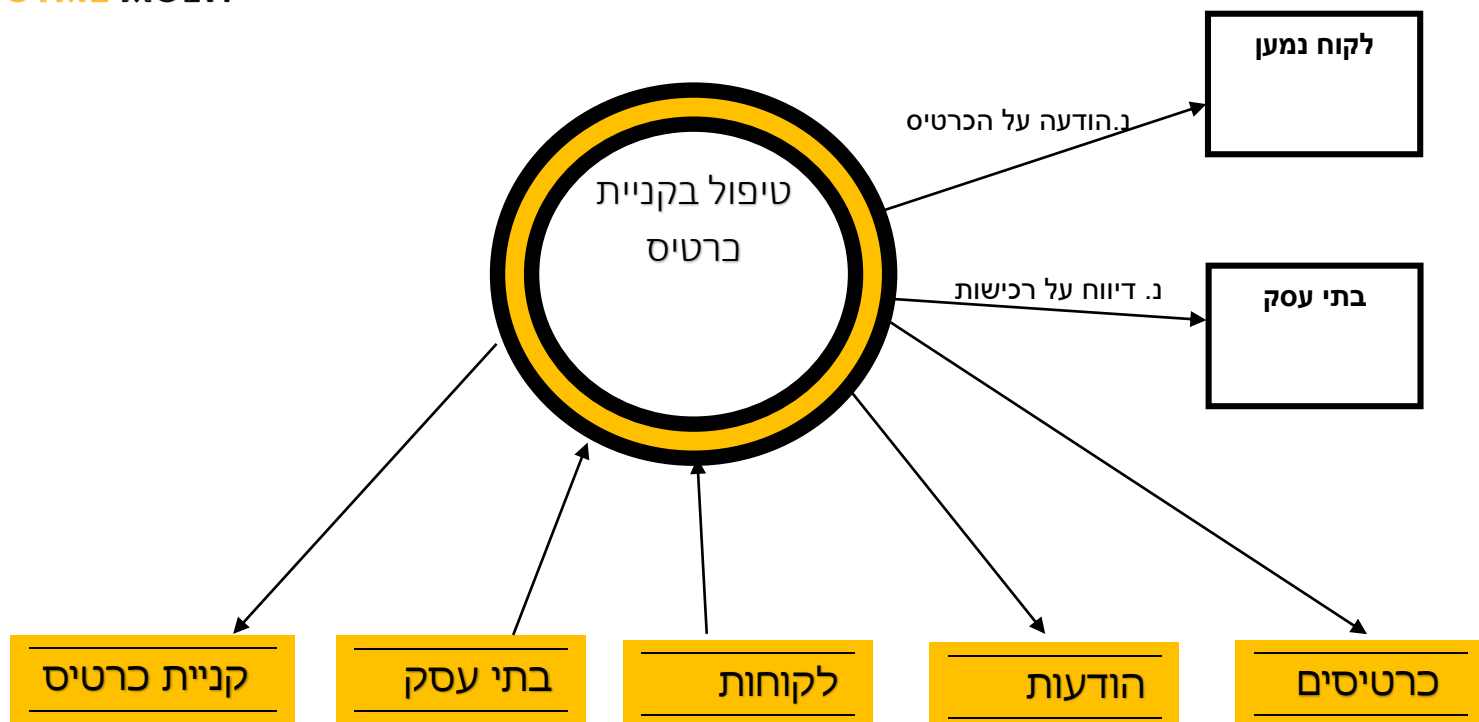 לקוח נמען
נ.הודעה על הכרטיס
טיפול בקניית
כרטיס
נ. דיווח על רכישות
בתי עסק
כרטיסים
הודעות
לקוחות
בתי עסק
קניית כרטיס